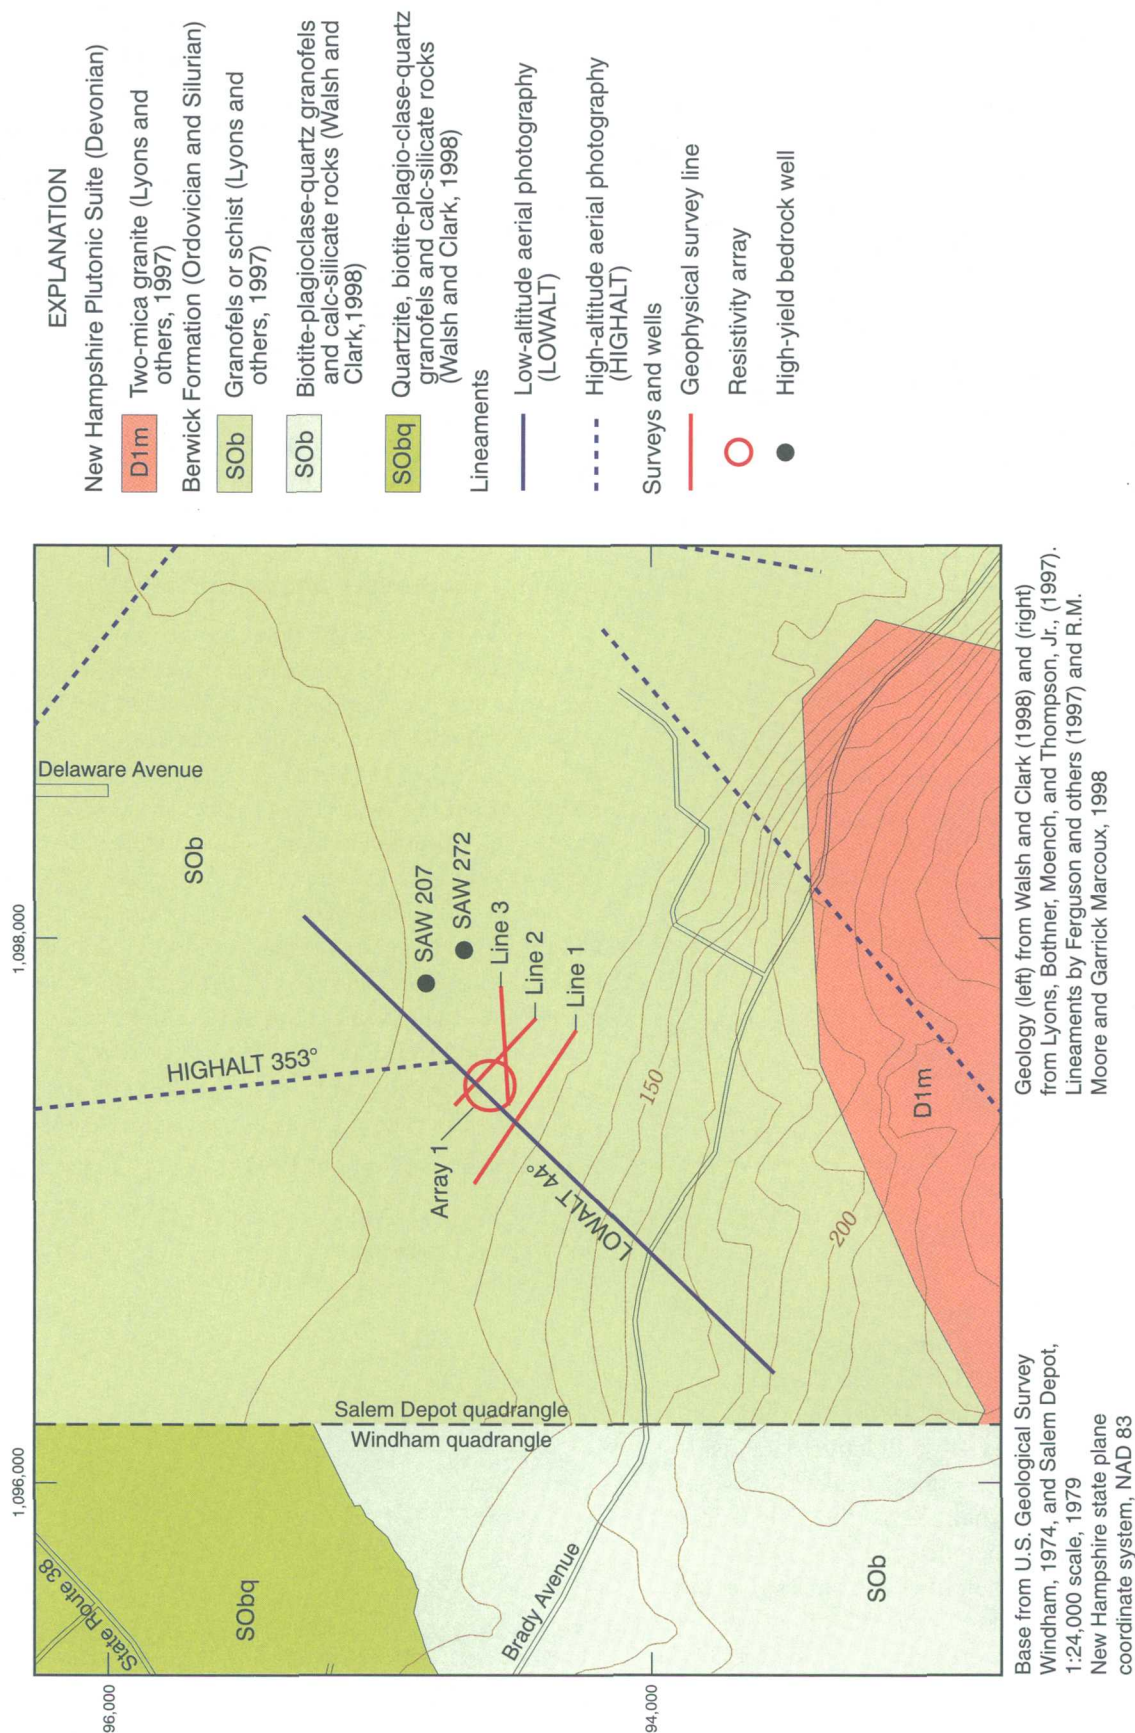 1,096,000
1,098,000
96,000
94,000
State Route 38
SObq
Brady Avenue
SOb
Salem Depot quadrangle
Windham quadrangle
HIGHALT 353°
Array 1
LOWALT 44°
Delaware Avenue
SOb
SAW 207
SAW 272
Line 3
Line 2
Line 1
150
200
D1m
Base from U.S. Geological Survey
Windham, 1974, and Salem Depot,
1:24,000 scale, 1979
New Hampshire state plane
coordinate system, NAD 83
Geology (left) from Walsh and Clark (1998) and (right)
from Lyons, Bothner, Moench, and Thompson, Jr., (1997).
Lineaments by Ferguson and others (1997) and R.M.
Moore and Garrick Marcoux, 1998
EXPLANATION
New Hampshire Plutonic Suite (Devonian)
D1m Two-mica granite (Lyons and
others, 1997)
Berwick Formation (Ordovician and Silurian)
SOb Granofels or schist (Lyons and
others, 1997)
SOb Biotite-plagioclase-quartz granofels
and calc-silicate rocks (Walsh and
Clark,1998)
SObq Quartzite, biotite-plagio-clase-quartz
granofels and calc-silicate rocks
(Walsh and Clark, 1998)
Lineaments
Low-altitude aerial photography
(LOWALT)
High-altitude aerial photography
(HIGHALT)
Surveys and wells
Geophysical survey line
Resistivity array
High-yield bedrock well